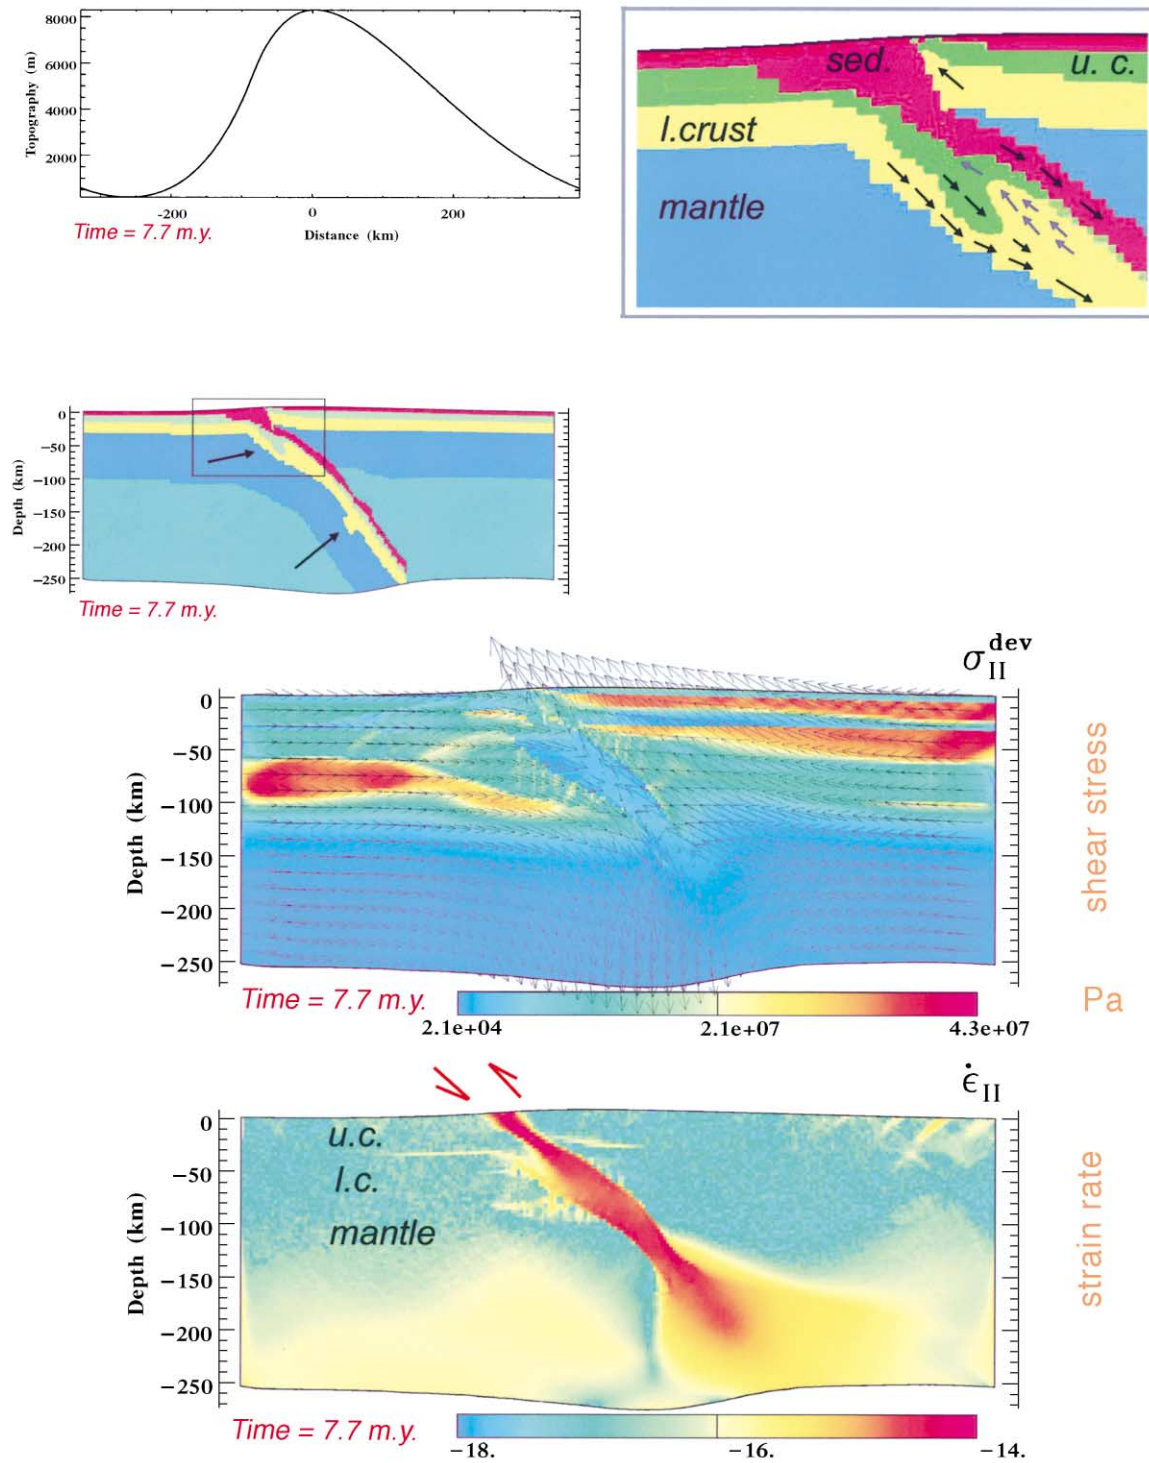 8000
6000
4000
2000
Topography (m)
-200
0
200
Distance (km)
Time = 7.7 m.y.
sed.
u. c.
l.crust
mantle
0
−50
−100
−150
−200
−250
Depth (km)
Time = 7.7 m.y.
σ II dev
0
−50
−100
−150
−200
−250
Depth (km)
shear stress
Time = 7.7 m.y.
Pa
2.1e+04
2.1e+07
4.3e+07
ε̇ II
0
−50
−100
−150
−200
−250
Depth (km)
u.c.
l.c.
mantle
strain rate
Time = 7.7 m.y.
−18.
−16.
−14.